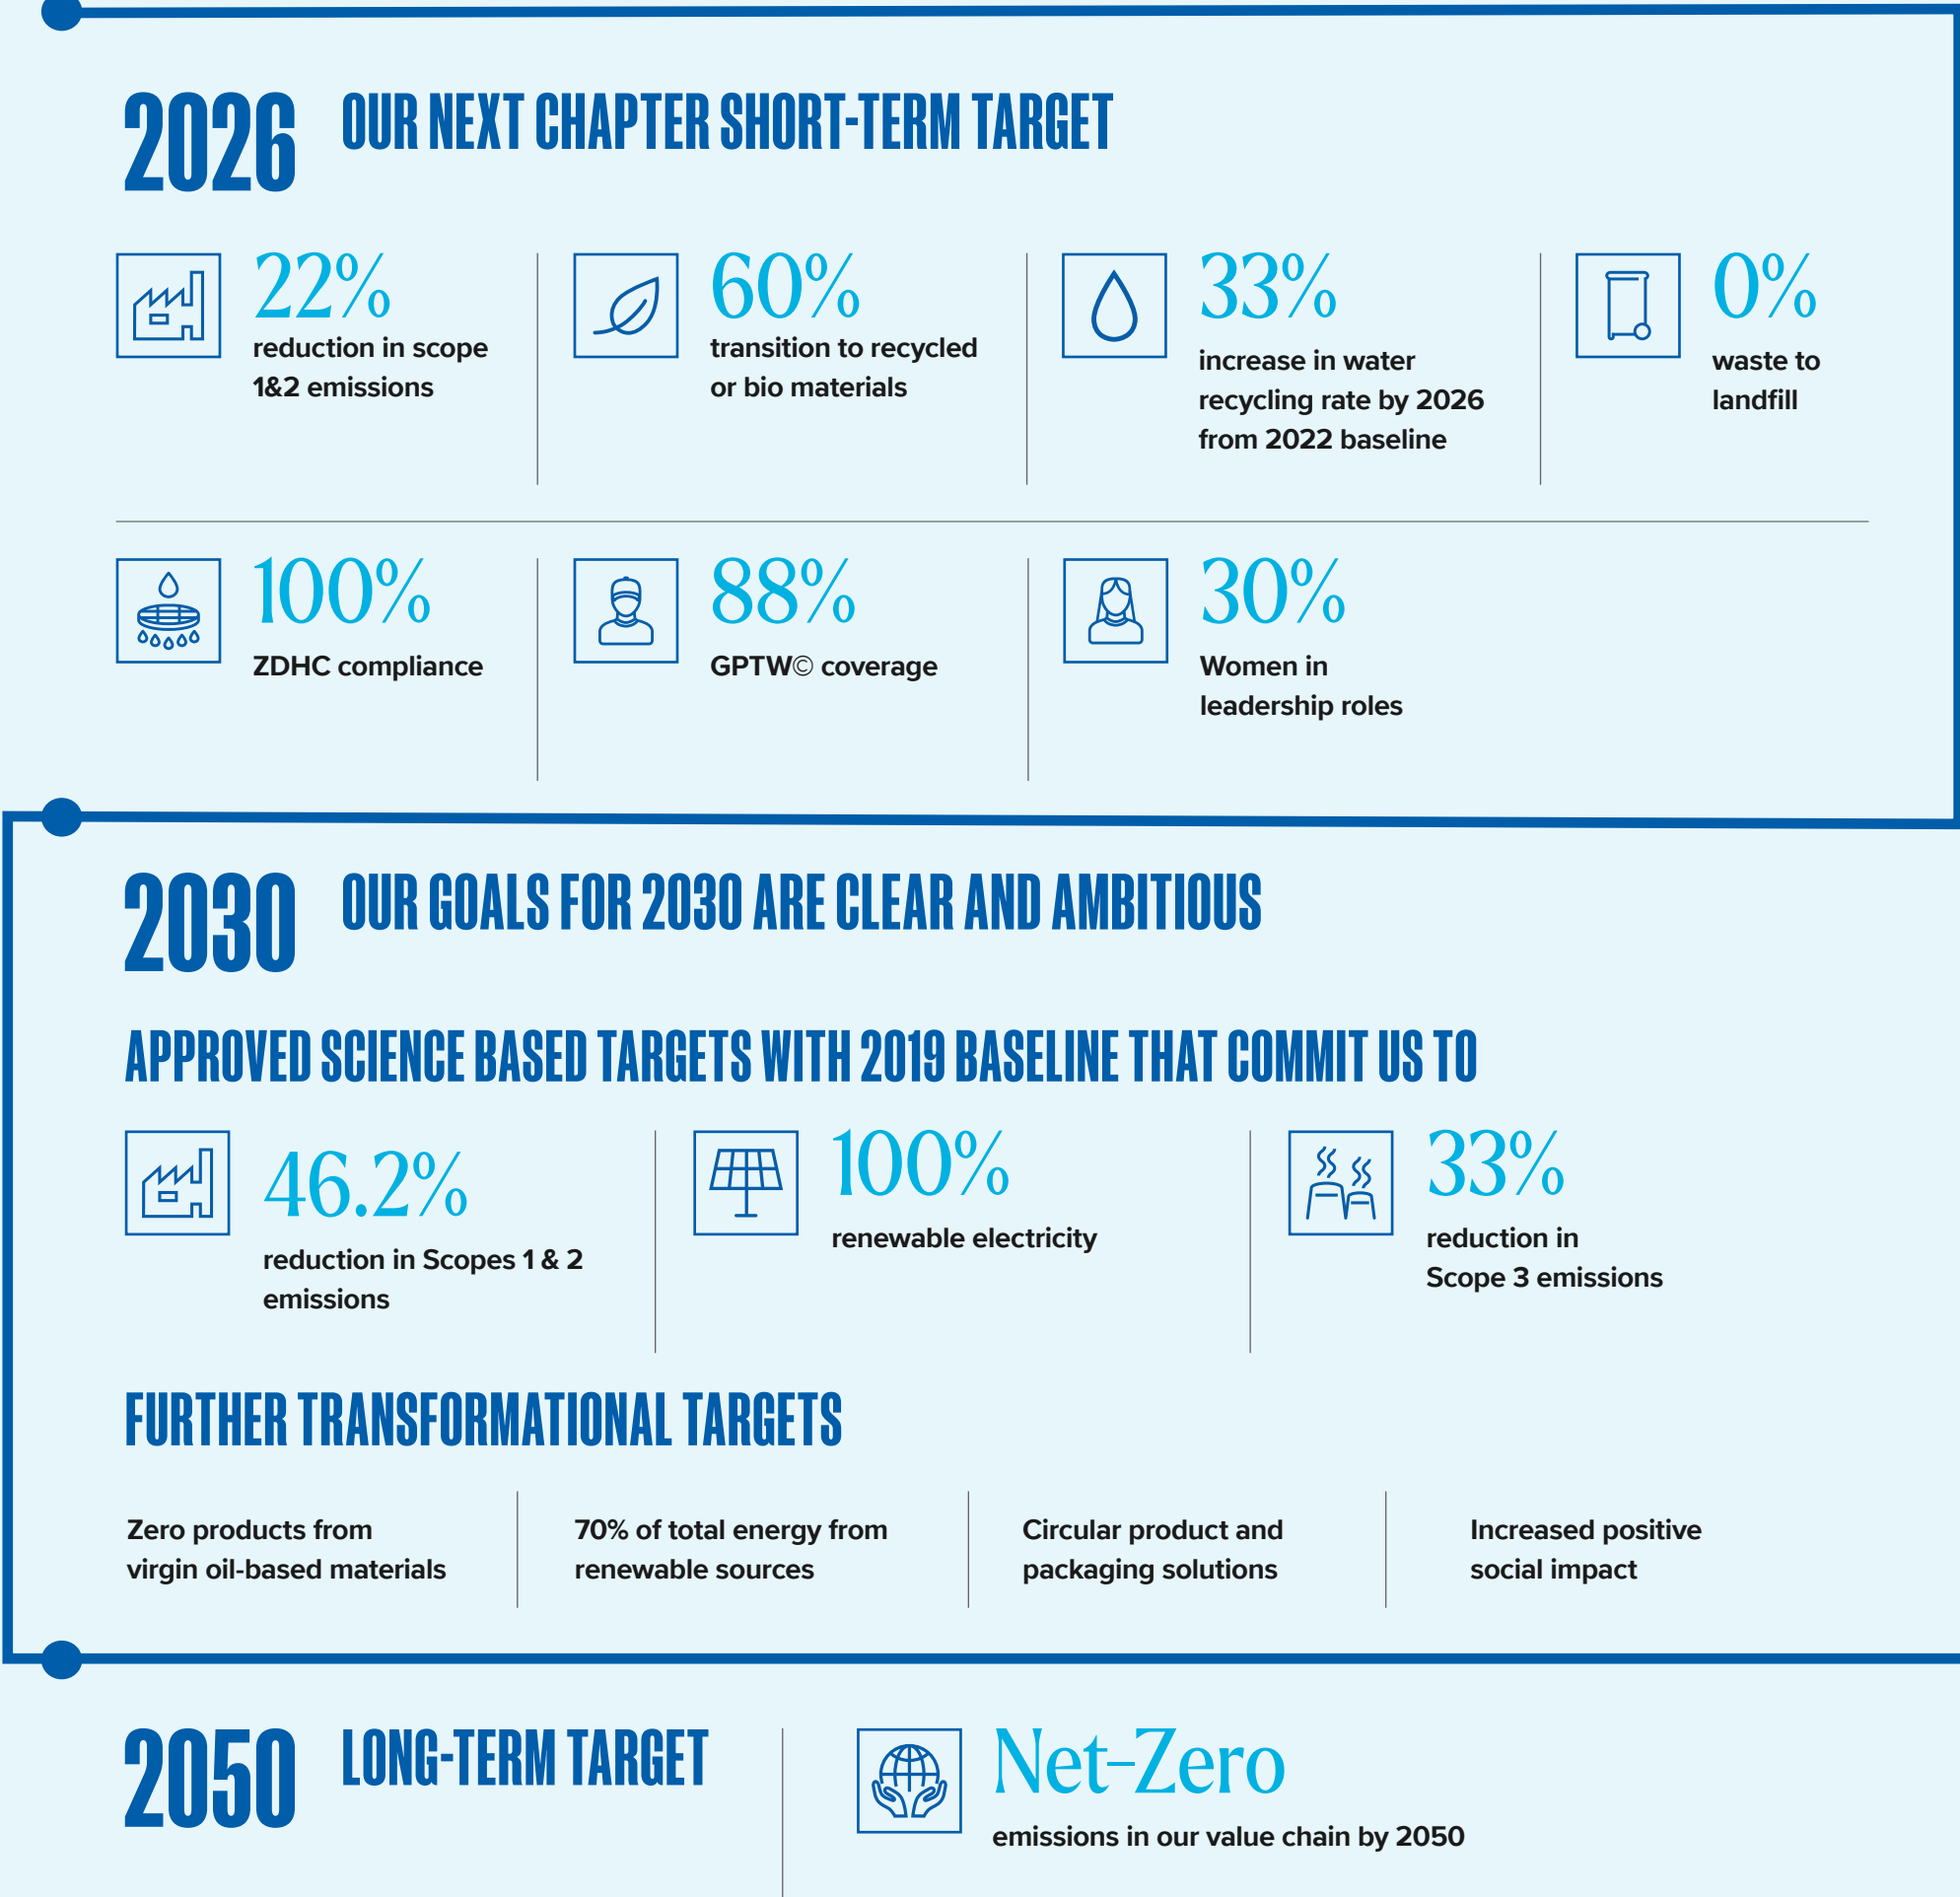 2026
OUR NEXT CHAPTER SHORT-TERM TARGET
22%
reduction in scope
1&2 emissions
60%
transition to recycled
or bio materials
33%
increase in water
recycling rate by 2026
from 2022 baseline
0%
waste to
landfill
100%
ZDHC compliance
88%
GPTW© coverage
30%
Women in
leadership roles
2030
OUR GOALS FOR 2030 ARE CLEAR AND AMBITIOUS
APPROVED SCIENCE BASED TARGETS WITH 2019 BASELINE THAT COMMIT US TO
46.2%
reduction in Scopes 1 & 2
emissions
100%
renewable electricity
33%
reduction in
Scope 3 emissions
FURTHER TRANSFORMATIONAL TARGETS
Zero products from
virgin oil-based materials
70% of total energy from
renewable sources
Circular product and
packaging solutions
Increased positive
social impact
2050
LONG-TERM TARGET
Net-Zero
emissions in our value chain by 2050